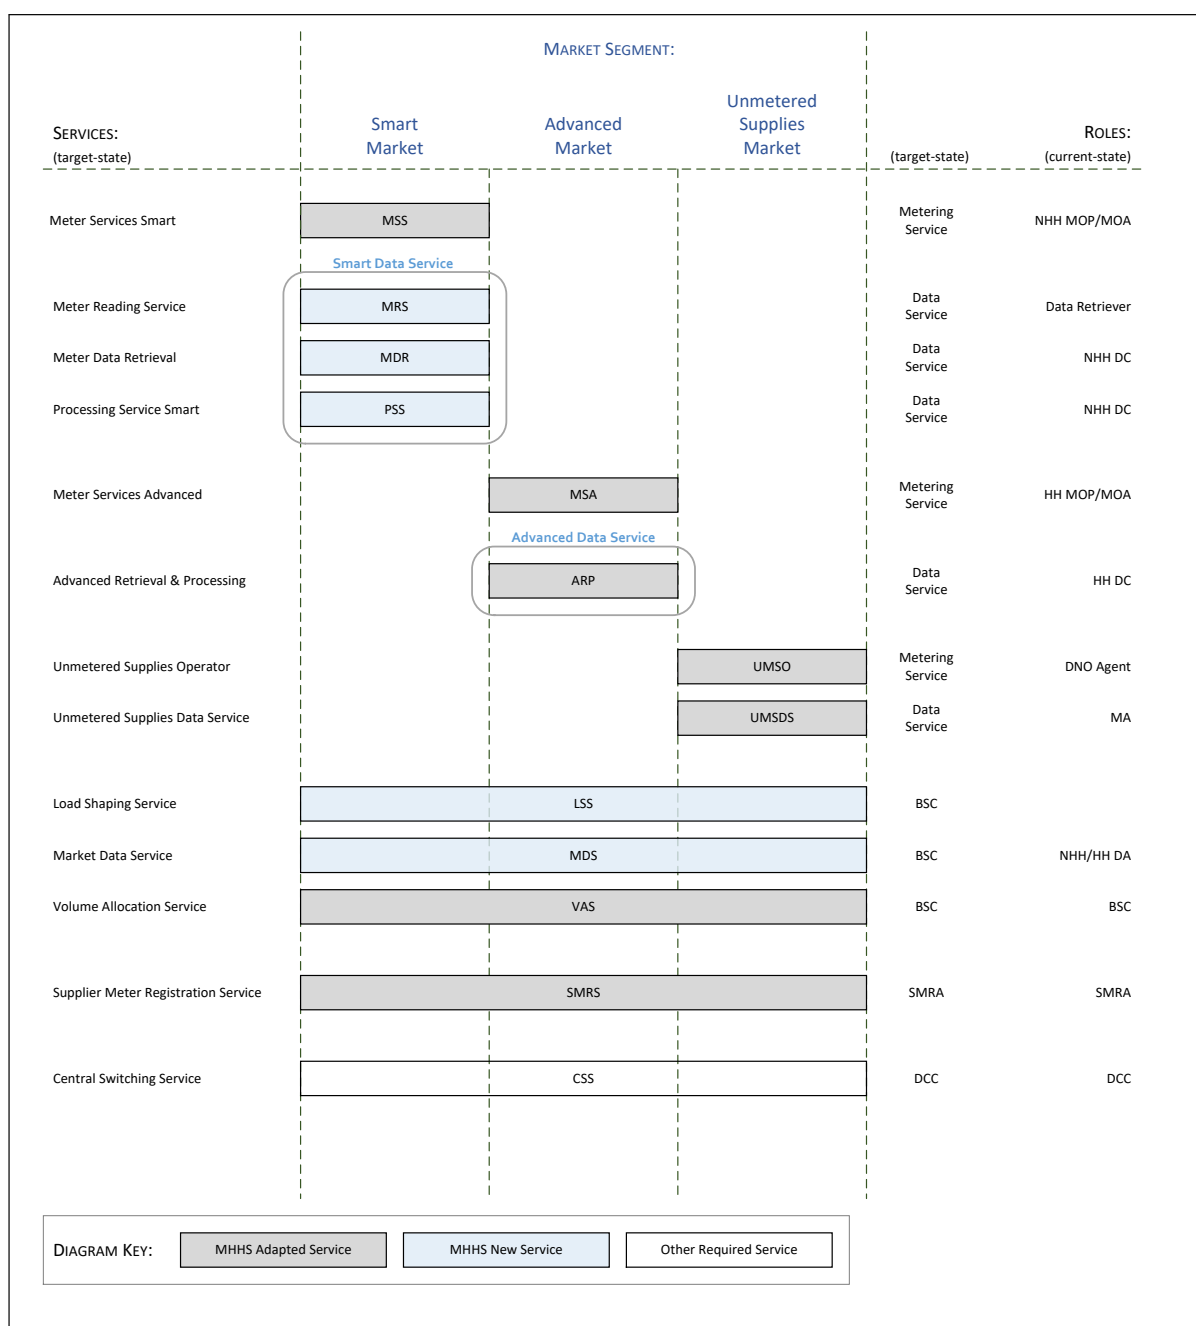 MARKET SEGMENT:
SERVICES:
(target-state)
Smart
Market
Advanced
Market
Unmetered
Supplies
Market
(target-state)
ROLES:
(current-state)
Meter Services Smart
MSS
Metering
Service
NHH MOP/MOA
Smart Data Service
Meter Reading Service
MRS
Data
Service
Data Retriever
Meter Data Retrieval
MDR
Data
Service
NHH DC
Processing Service Smart
PSS
Data
Service
NHH DC
Meter Services Advanced
MSA
Metering
Service
HH MOP/MOA
Advanced Data Service
Advanced Retrieval & Processing
ARP
Data
Service
HH DC
Unmetered Supplies Operator
UMSO
Metering
Service
DNO Agent
Unmetered Supplies Data Service
UMSDS
Data
Service
MA
Load Shaping Service
LSS
BSC
Market Data Service
MDS
BSC
NHH/HH DA
Volume Allocation Service
VAS
BSC
BSC
Supplier Meter Registration Service
SMRS
SMRA
SMRA
Central Switching Service
CSS
DCC
DCC
DIAGRAM KEY:
MHHS Adapted Service
MHHS New Service
Other Required Service